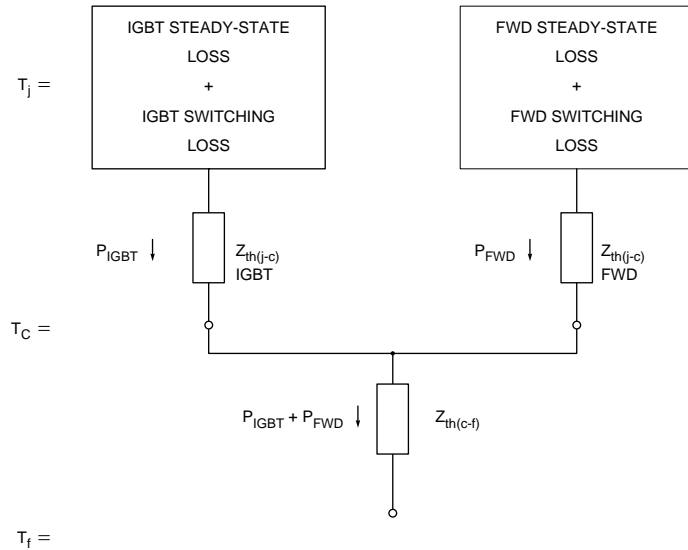 IGBT STEADY-STATE
LOSS
+
IGBT SWITCHING
LOSS
FWD STEADY-STATE
LOSS
+
FWD SWITCHING
LOSS
Tj =
PIGBT
Zth(j-c)
IGBT
PFWD
Zth(j-c)
FWD
TC =
PIGBT + PFWD
Zth(c-f)
Tf =